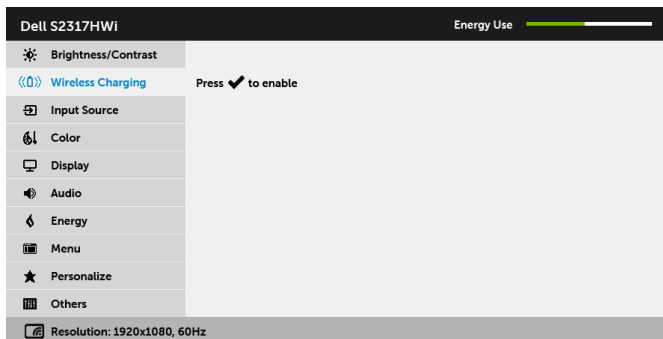 Dell S2317HWi
Energy Use
Brightness/Contrast
Wireless Charging
Press ✔ to enable
Input Source
Color
Display
Audio
Energy
Menu
Personalize
Others
Resolution: 1920x1080, 60Hz